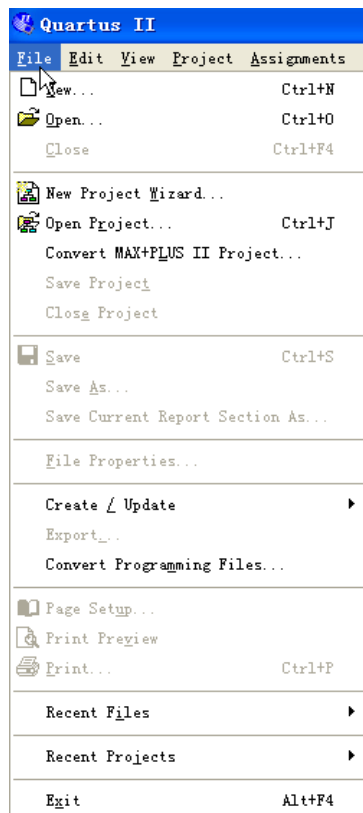 Quartus II
File Edit View Project Assignments
New... Ctrl+N
Open... Ctrl+O
Close Ctrl+F4
New Project Wizard...
Open Project... Ctrl+J
Convert MAX+PLUS II Project...
Save Project
Close Project
Save Ctrl+S
Save As...
Save Current Report Section As...
File Properties...
Create / Update
Export...
Convert Programming Files...
Page Setup...
Print Preview
Print... Ctrl+P
Recent Files
Recent Projects
Exit Alt+F4